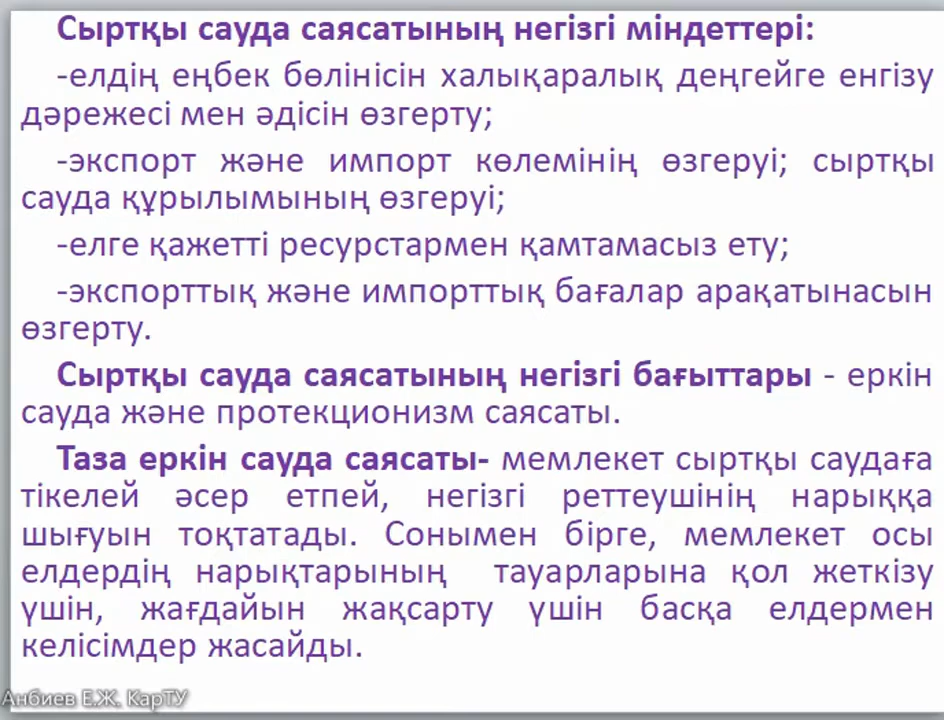 Сыртқы сауда саясатының негізгі міндеттері:
-елдің еңбек бөлінісін халықаралық деңгейге енгізу
дәрежесі мен әдісін өзгерту;
-экспорт және импорт көлемінің өзгеруі; сыртқы
сауда құрылымының өзгеруі;
-елге қажетті ресурстармен қамтамасыз ету;
-экспорттық және импорттық бағалар арақатынасын
өзгерту.
Сыртқы сауда саясатының негізгі бағыттары - еркін
сауда және протекционизм саясаты.
Таза еркін сауда саясаты- мемлекет сыртқы саудаға
тікелей әсер етпей, негізгі реттеушінің нарыққа
шығуын тоқтатады. Сонымен бірге, мемлекет осы
елдердің нарықтарының тауарларына қол жеткізу
үшін, жағдайын жақсарту үшін басқа елдермен
келісімдер жасайды.
Анбиев Е.Ж. КарТУ